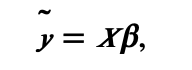 ỹ = Xβ,